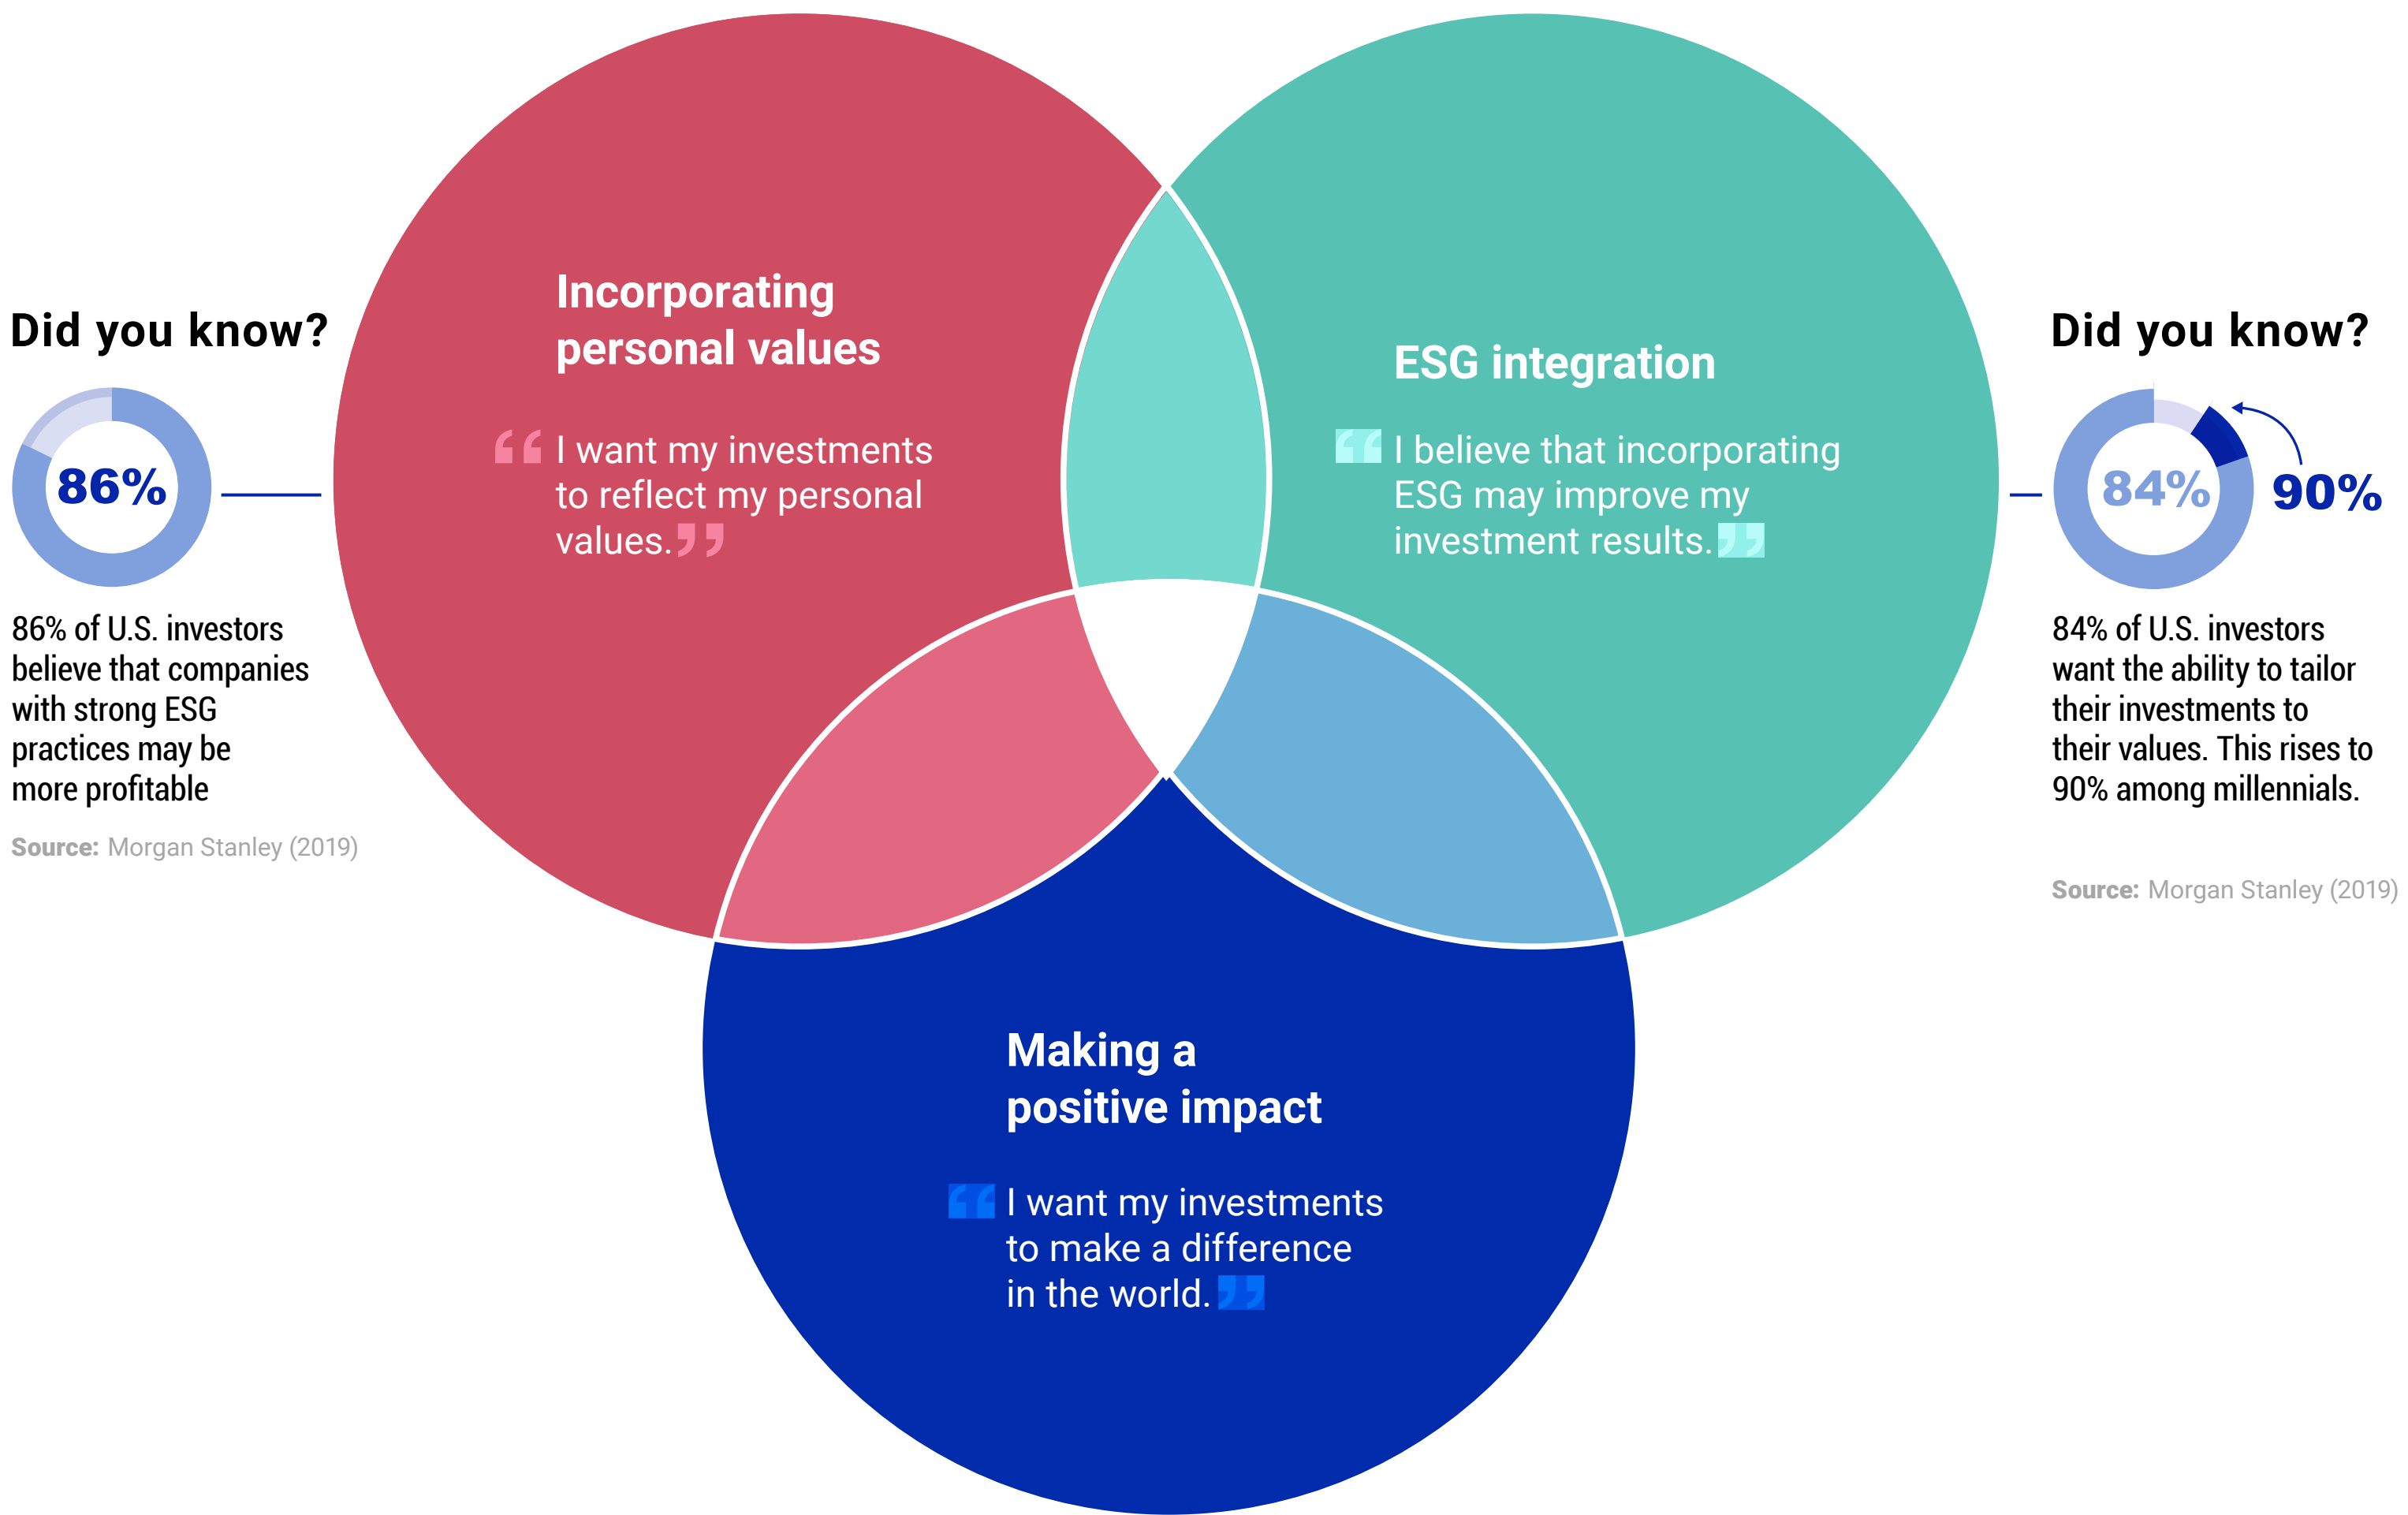 Did you know?
86%
86% of U.S. investors
believe that companies
with strong ESG
practices may be
more profitable
Source: Morgan Stanley (2019)
Incorporating
personal values
“ I want my investments
to reflect my personal
values. ”
ESG integration
“ I believe that incorporating
ESG may improve my
investment results. ”
Making a
positive impact
“ I want my investments
to make a difference
in the world. ”
Did you know?
84%
90%
84% of U.S. investors
want the ability to tailor
their investments to
their values. This rises to
90% among millennials.
Source: Morgan Stanley (2019)